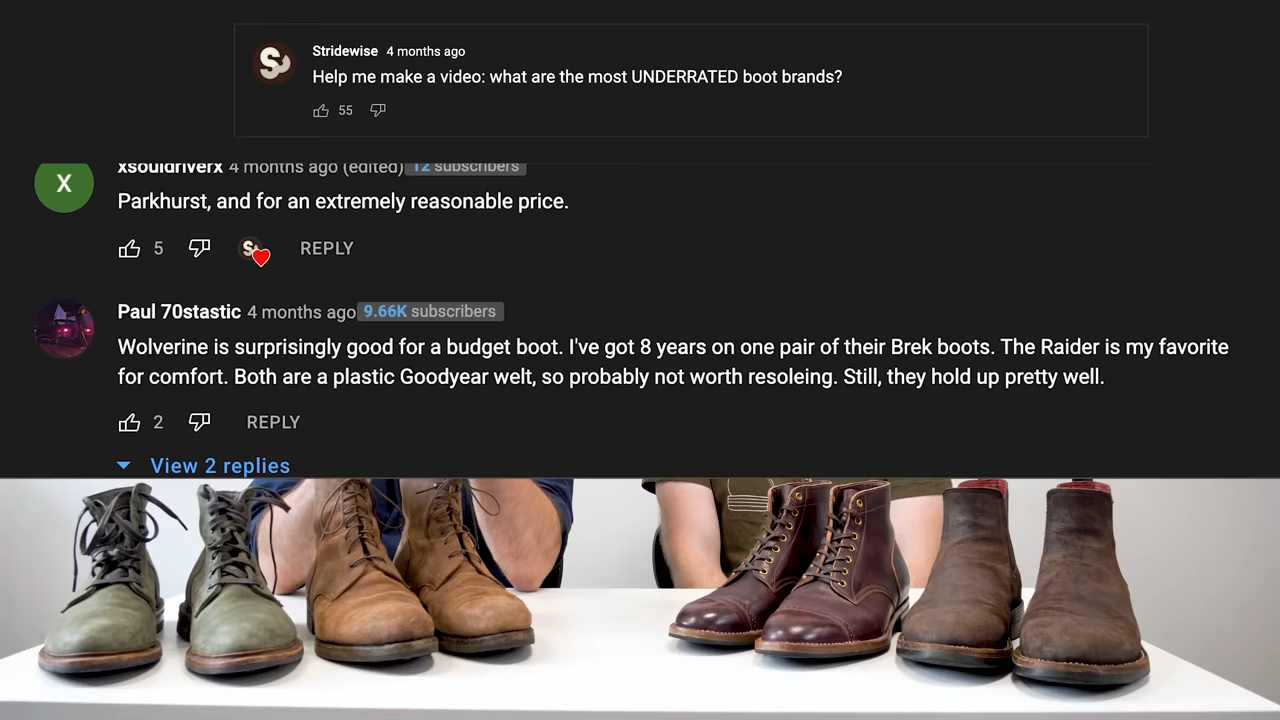 Stridewise 4 months ago
Help me make a video: what are the most UNDERRATED boot brands?
55
xsouldriverx 4 months ago (edited) 12 subscribers
X
Parkhurst, and for an extremely reasonable price.
5 REPLY
Paul 70stastic 4 months ago 9.66K subscribers
Wolverine is surprisingly good for a budget boot. I've got 8 years on one pair of their Brek boots. The Raider is my favorite
for comfort. Both are a plastic Goodyear welt, so probably not worth resoleing. Still, they hold up pretty well.
2 REPLY
View 2 replies